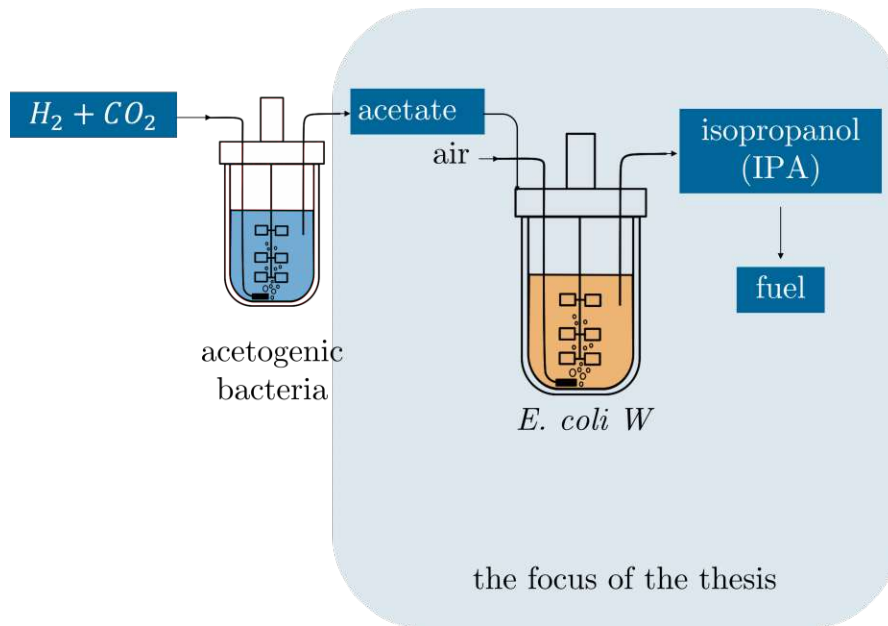 H₂ + CO₂
acetate
air
isopropanol
(IPA)
fuel
acetogenic
bacteria
E. coli W
the focus of the thesis